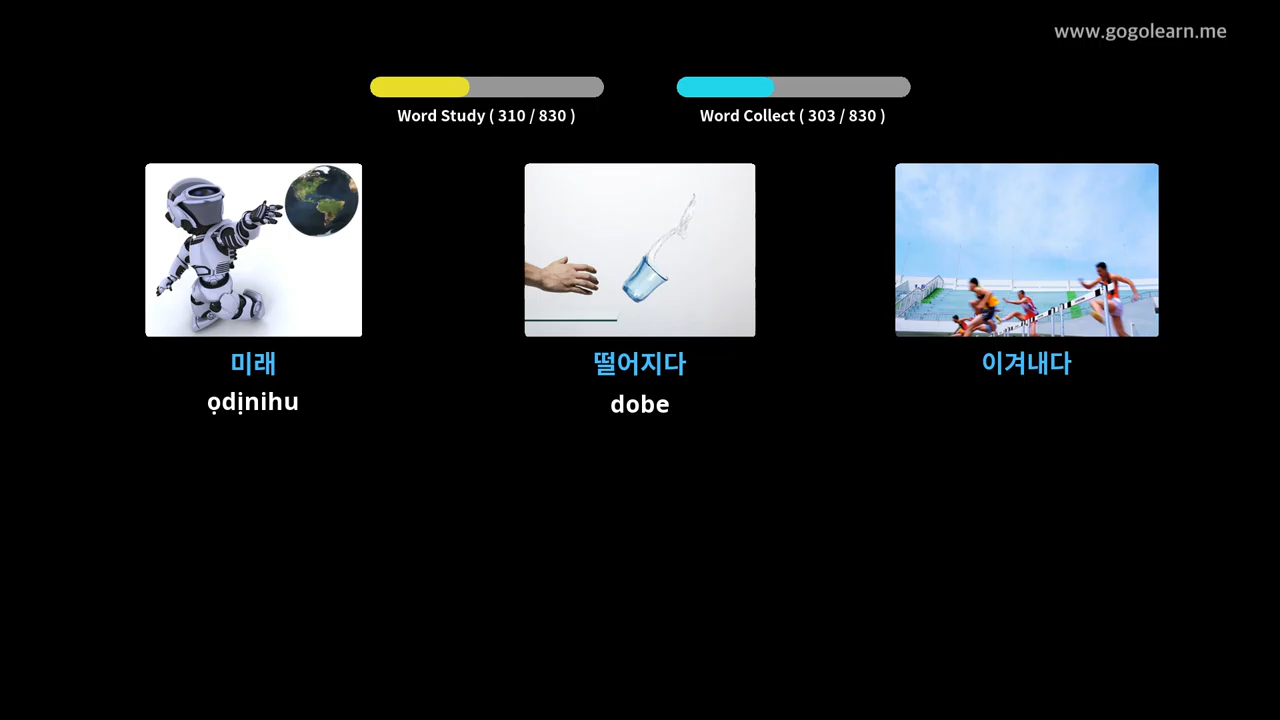 www.gogolearn.me
Word Study ( 310 / 830 )
Word Collect ( 303 / 830 )
미래
떨어지다
이겨내다
ọdịnihu
dobe